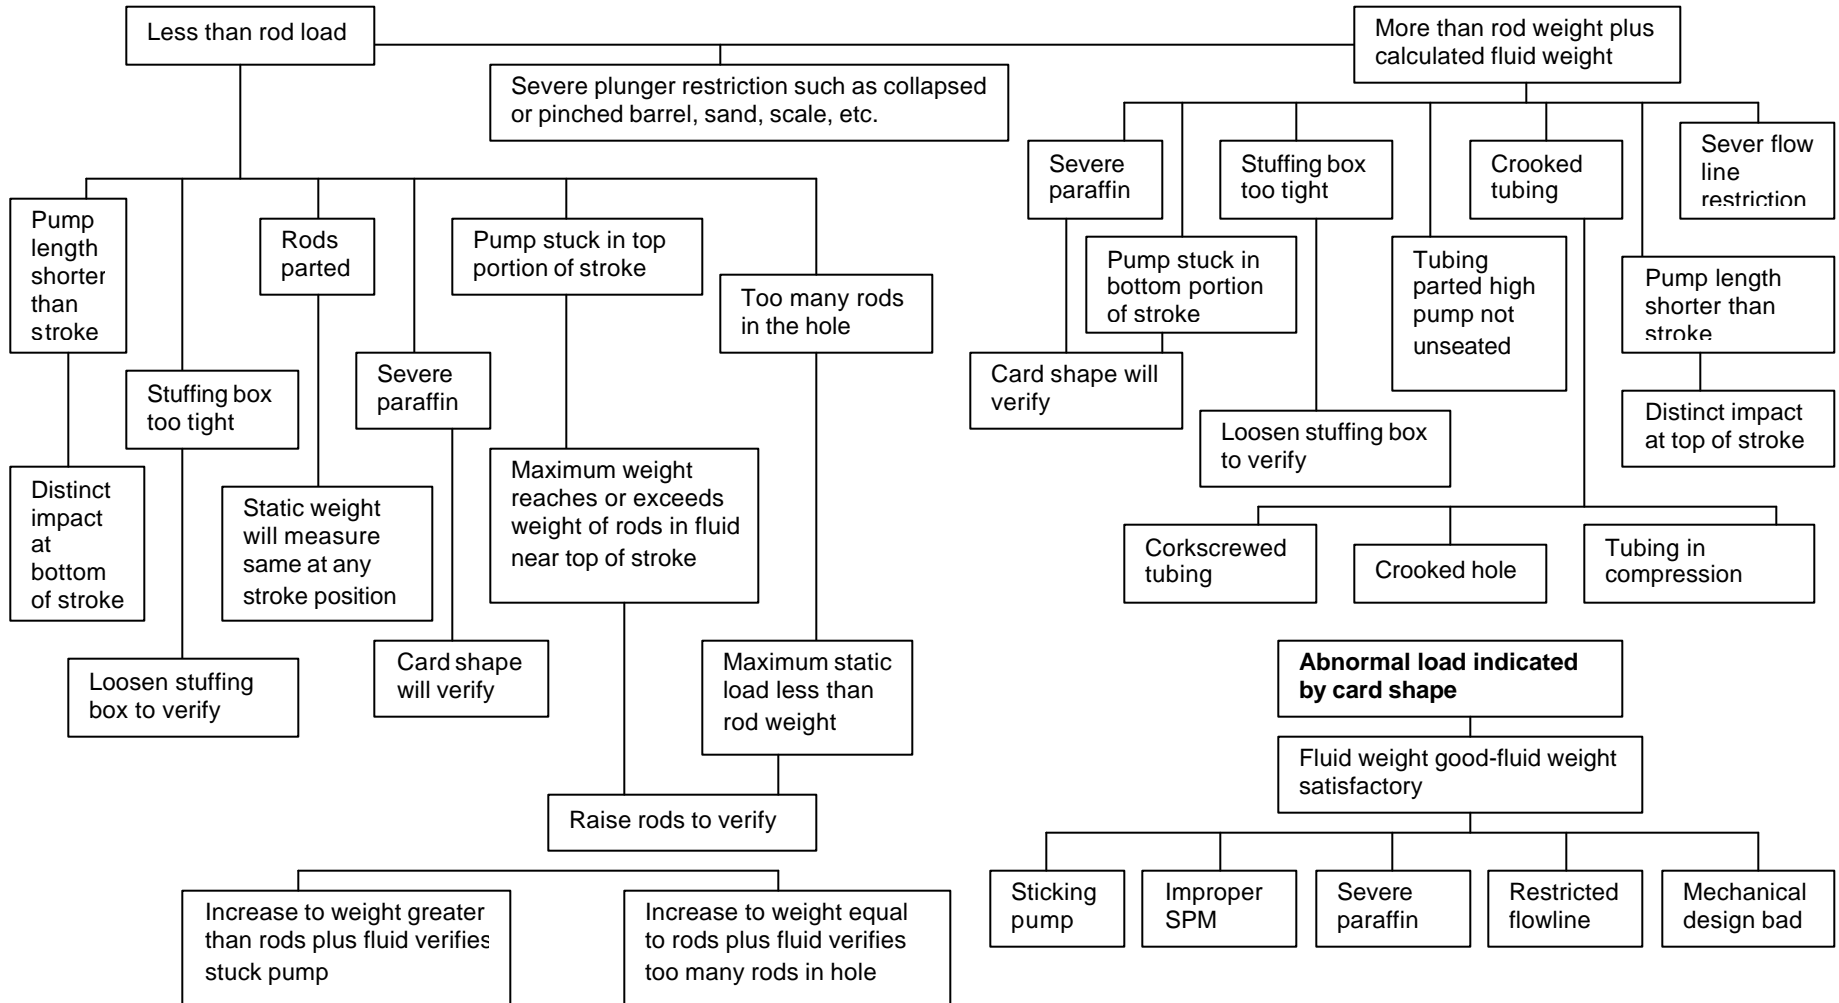 Less than rod load
More than rod weight plus
calculated fluid weight
Severe plunger restriction such as collapsed
or pinched barrel, sand, scale, etc.
Pump
length
shorter
than
stroke
Stuffing box
too tight
Rods
parted
Severe
paraffin
Pump stuck in top
portion of stroke
Too many rods
in the hole
Distinct
impact
at
bottom
of stroke
Loosen stuffing
box to verify
Static weight
will measure
same at any
stroke position
Card shape
will verify
Maximum weight
reaches or exceeds
weight of rods in fluid
near top of stroke
Maximum static
load less than
rod weight
Raise rods to verify
Increase to weight greater
than rods plus fluid verifies
stuck pump
Increase to weight equal
to rods plus fluid verifies
too many rods in hole
Severe
paraffin
Pump stuck in
bottom portion
of stroke
Stuffing box
too tight
Tubing
parted high
pump not
unseated
Crooked
tubing
Pump length
shorter than
stroke
Sever flow
line
restriction
Card shape will
verify
Loosen stuffing box
to verify
Distinct impact
at top of stroke
Corkscrewed
tubing
Crooked hole
Tubing in
compression
Abnormal load indicated
by card shape
Fluid weight good-fluid weight
satisfactory
Sticking
pump
Improper
SPM
Severe
paraffin
Restricted
flowline
Mechanical
design bad